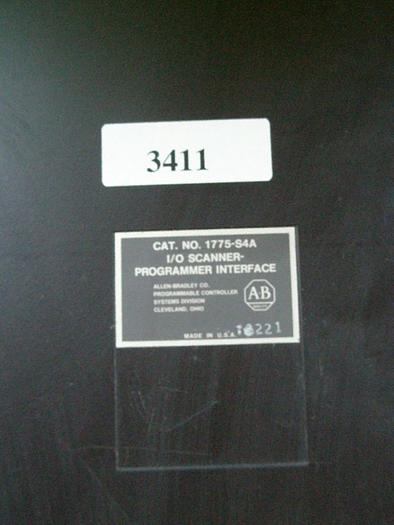 3411
CAT. NO. 1775-S4A
I/O SCANNER-
PROGRAMMER INTERFACE
ALLEN-BRADLEY CO.
PROGRAMMABLE CONTROLLER
SYSTEMS DIVISION
CLEVELAND, OHIO
AB
MADE IN U.S.A.